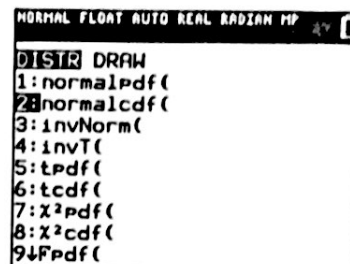 NORMAL FLOAT AUTO REAL RADIAN MP
DISTR DRAW
1:normalpdf(
2:normalcdf(
3:invNorm(
4:invT(
5:tpdf(
6:tcdf(
7:χ²pdf(
8:χ²cdf(
9↓Fpdf(